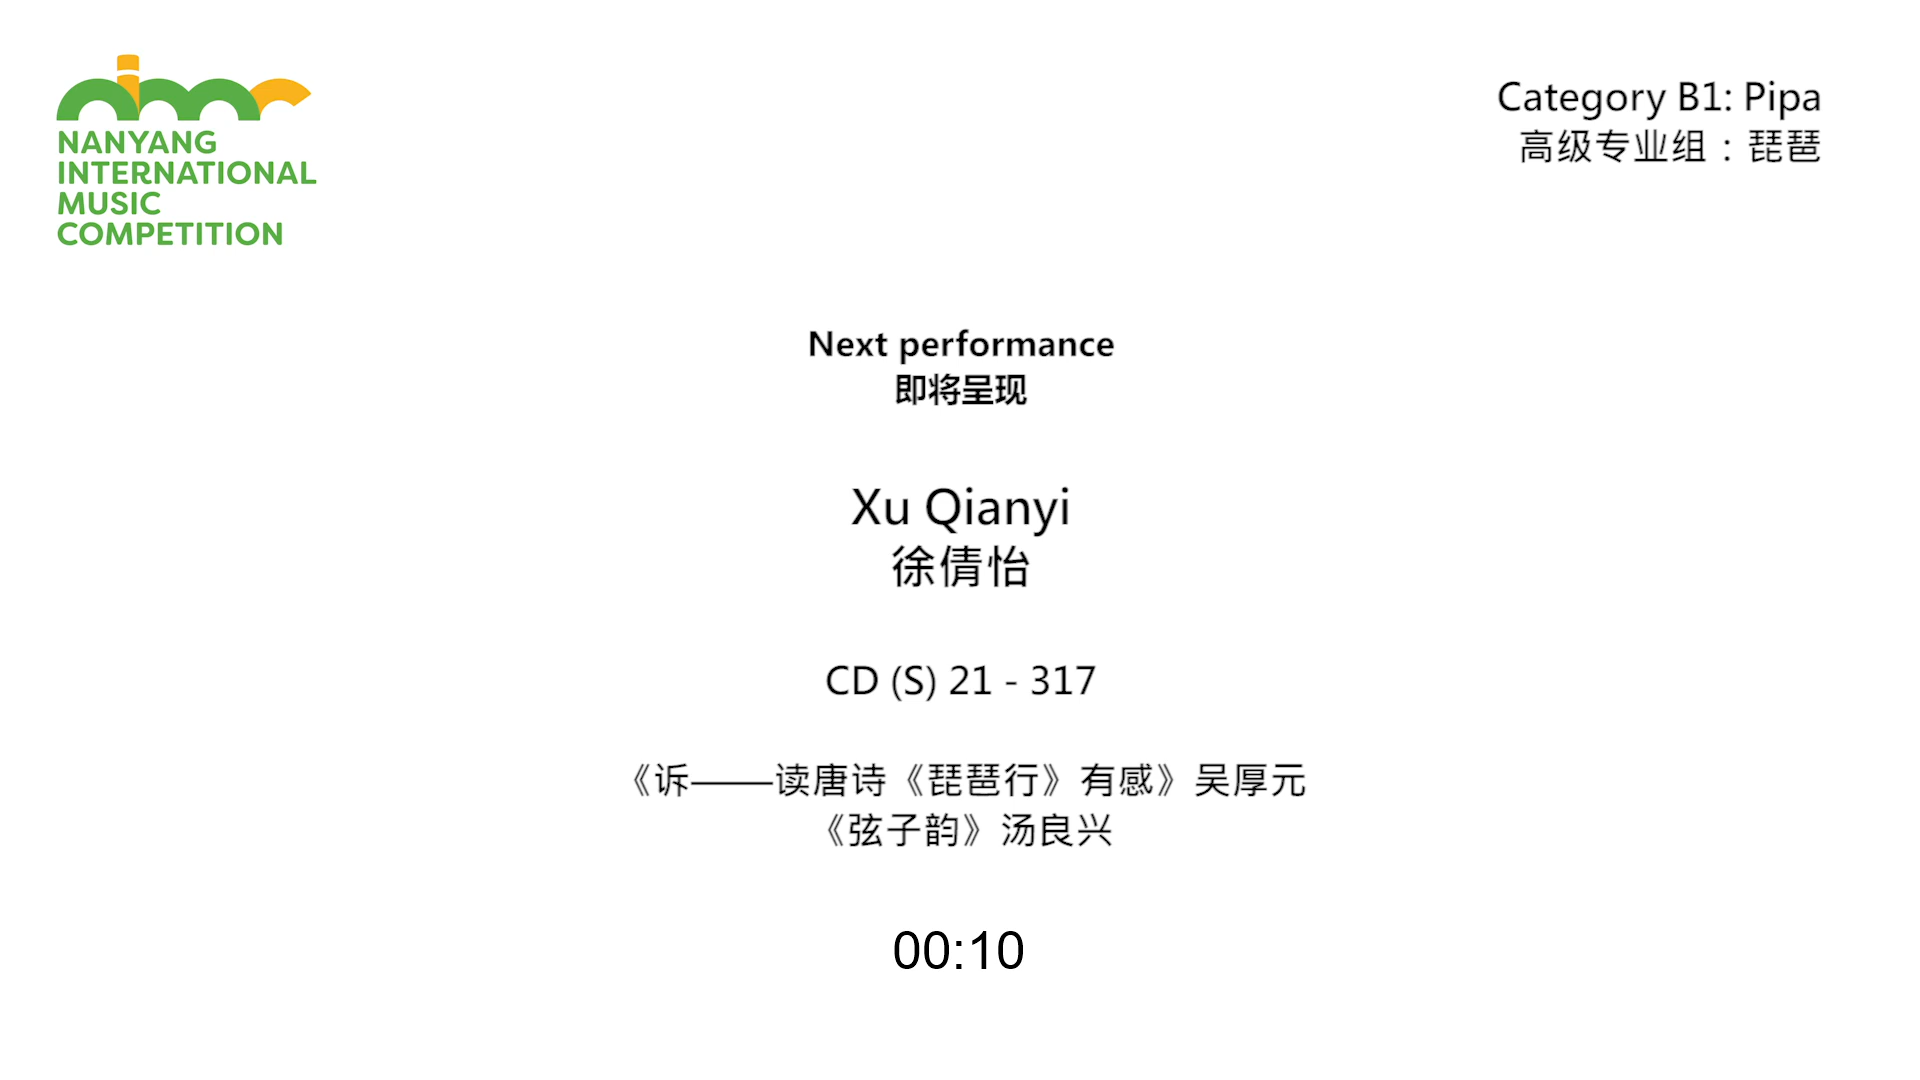 nimc
NANYANG
INTERNATIONAL
MUSIC
COMPETITION
Category B1: Pipa
高级专业组：琵琶
Next performance
即将呈现
Xu Qianyi
徐倩怡
CD (S) 21 - 317
《诉——读唐诗《琵琶行》有感》吴厚元
《弦子韵》汤良兴
00:10